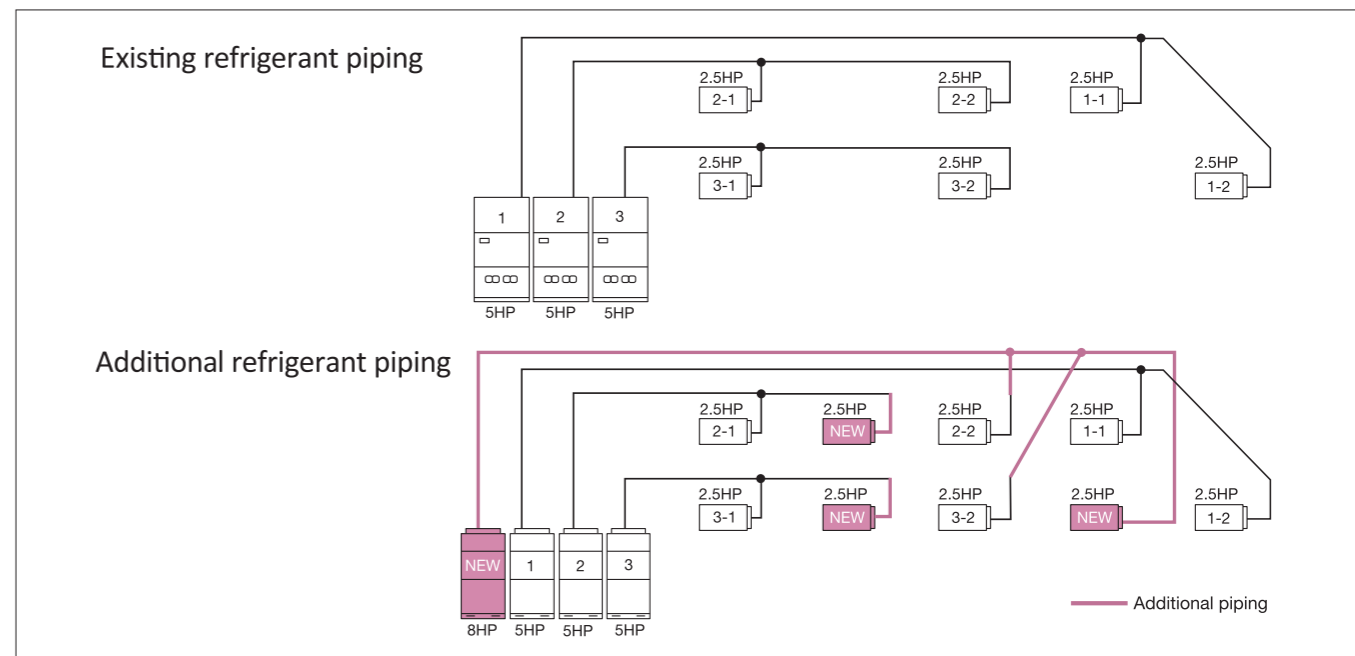 Existing refrigerant piping
2.5HP 2.5HP 2.5HP
2-1 2-2 1-1
2.5HP 2.5HP 2.5HP
3-1 3-2 1-2
1 2 3
5HP 5HP 5HP
Additional refrigerant piping
2.5HP 2.5HP 2.5HP 2.5HP
2-1 NEW 2-2 1-1
2.5HP 2.5HP 2.5HP 2.5HP 2.5HP
3-1 NEW 3-2 NEW 1-2
NEW 1 2 3
Additional piping
8HP 5HP 5HP 5HP